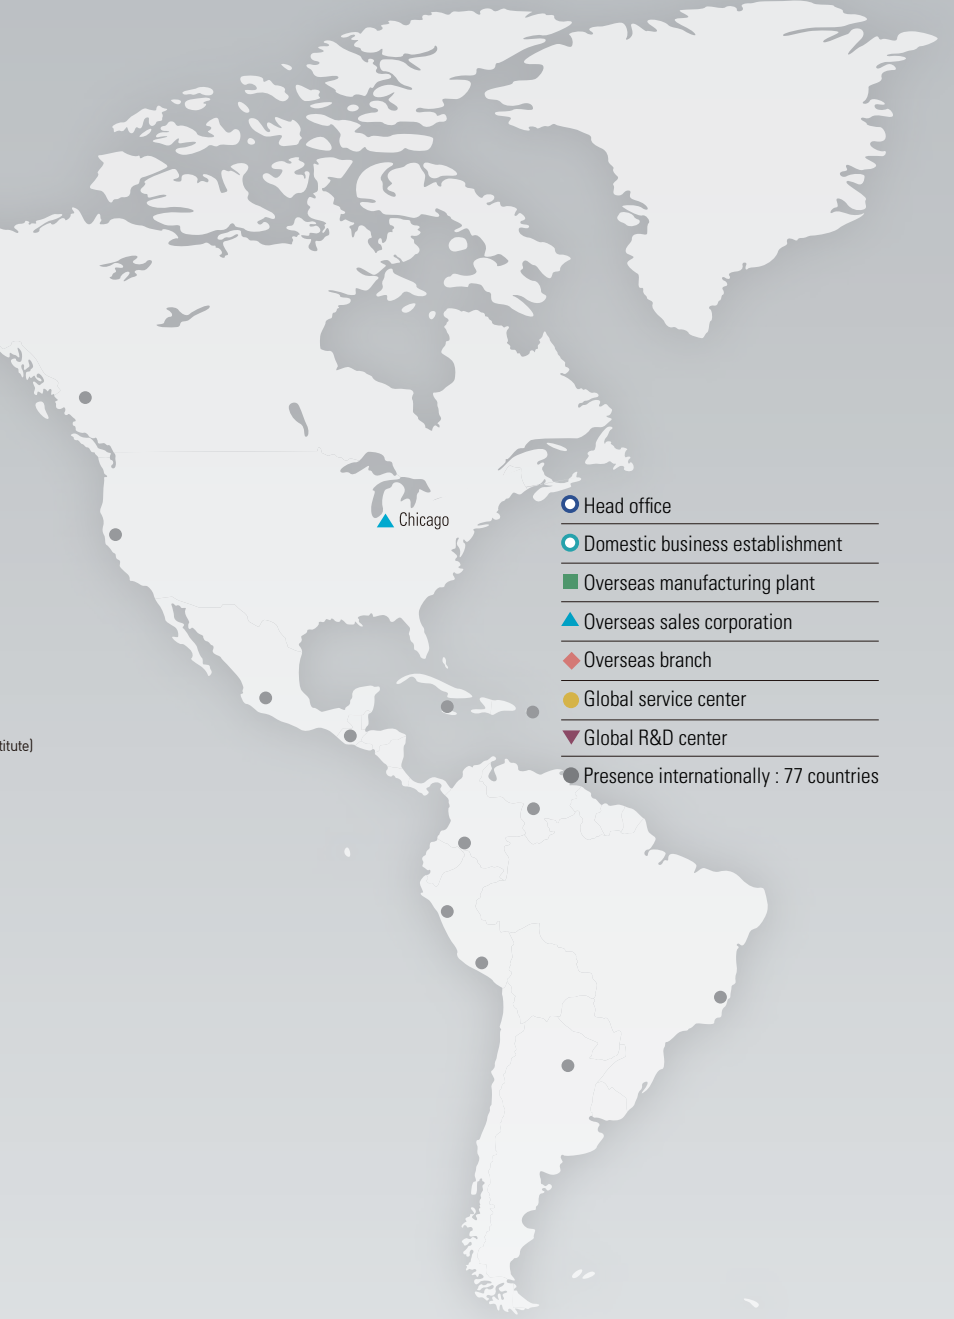 Chicago
Head office
Domestic business establishment
Overseas manufacturing plant
Overseas sales corporation
Overseas branch
Global service center
titute)
Global R&D center
Presence internationally : 77 countries